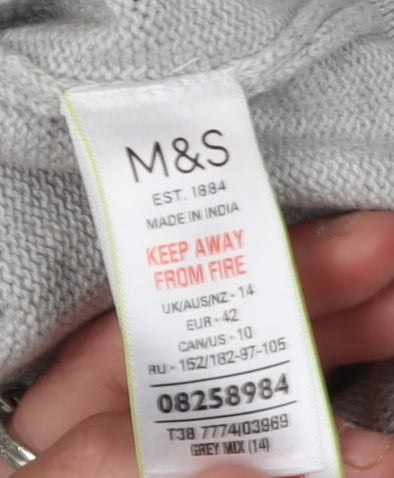 M&S
EST. 1884
MADE IN INDIA
KEEP AWAY
FROM FIRE
UK/AUS/NZ - 14
EUR - 42
CAN/US - 10
RU - 152/182-97-105
08258984
T38 7774/03969
GREY MIX (14)